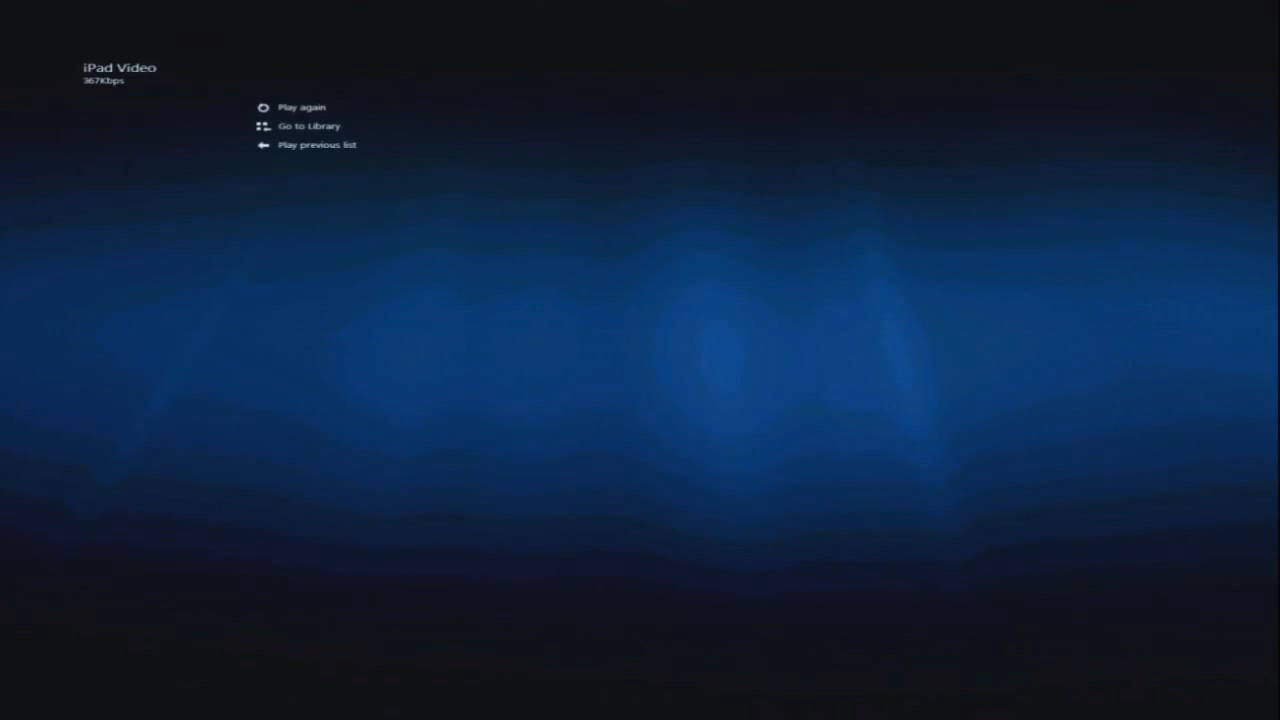 iPad Video
367Kbps
Play again
Go to Library
Play previous list